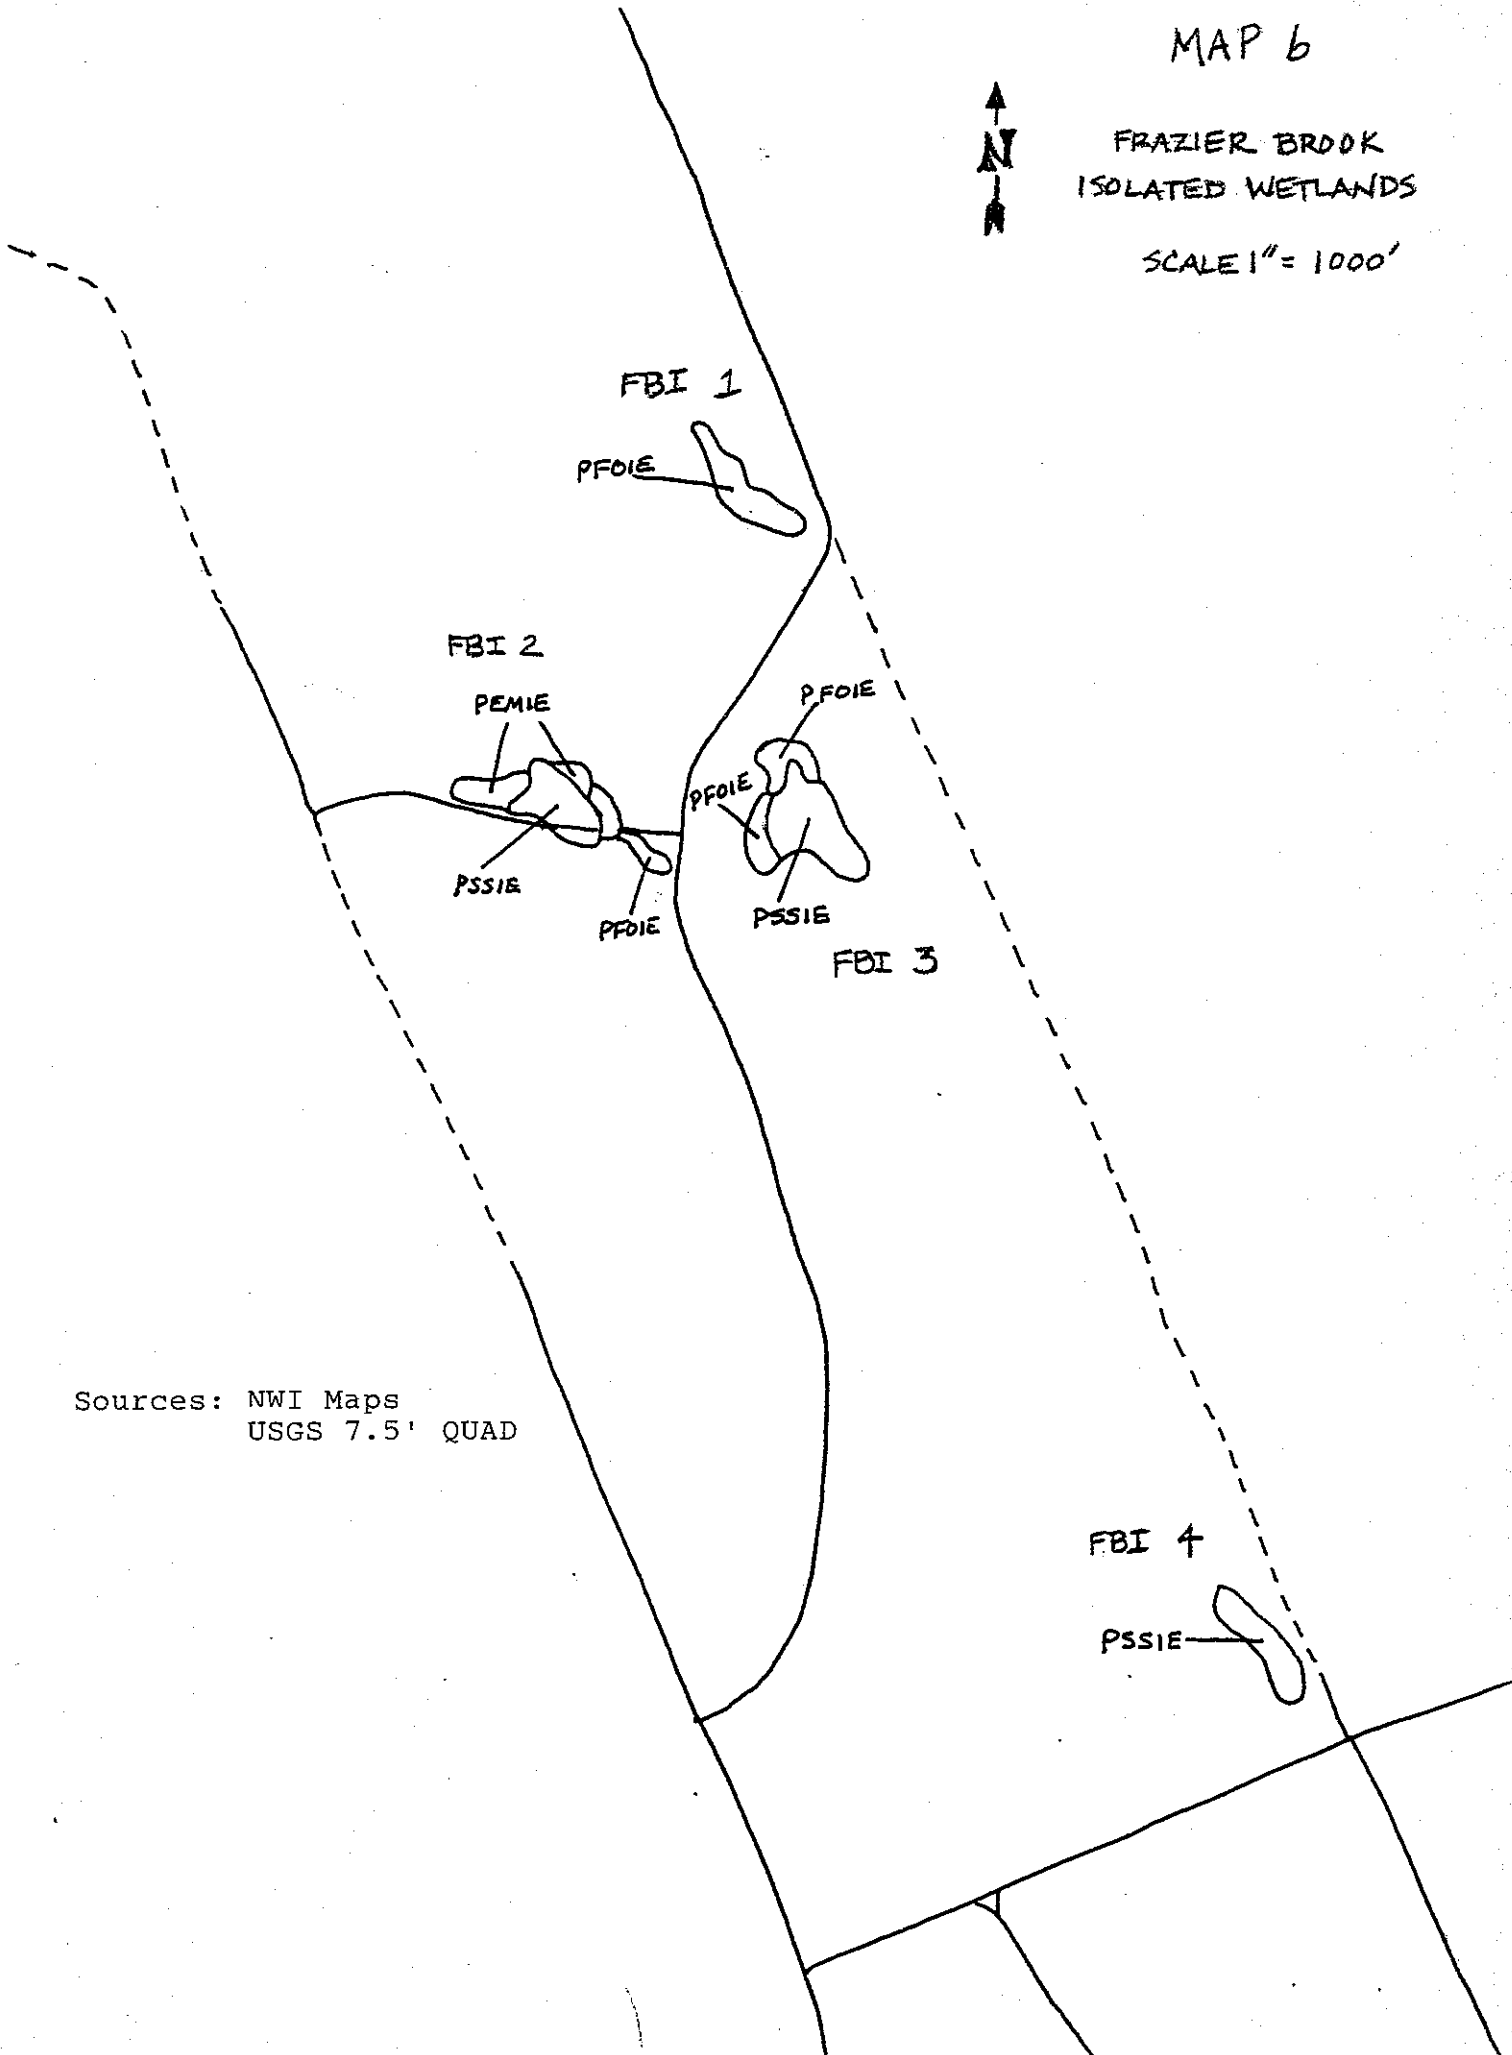 MAP 6
N
FRAZIER BROOK
ISOLATED WETLANDS
SCALE 1" = 1000'
FBI 1
PFO1E
FBI 2
PEM1E
PFO1E
PFO1E
PSS1E
PFO1E
PSS1E
FBI 3
Sources: NWI Maps
USGS 7.5' QUAD
FBI 4
PSS1E